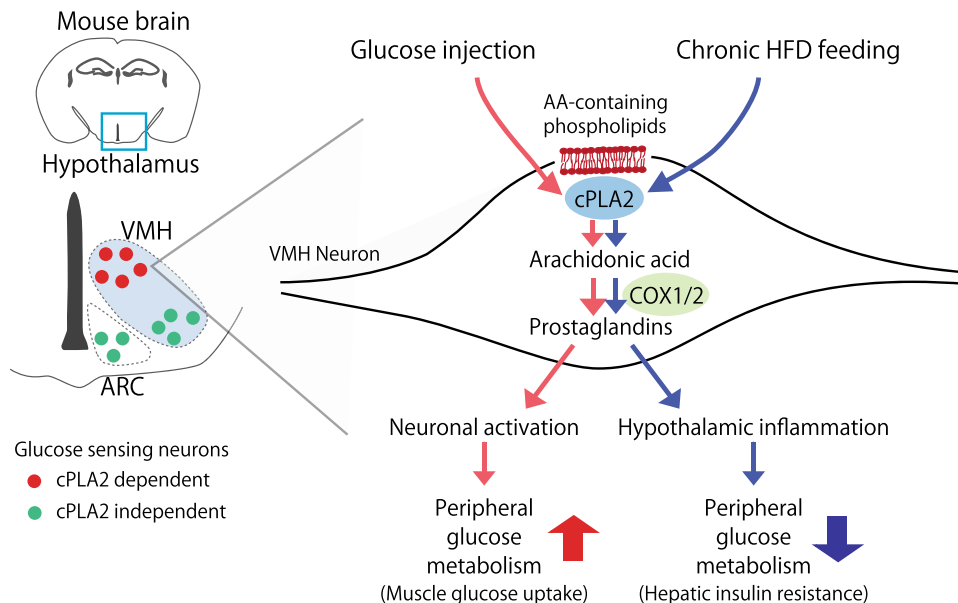 Mouse brain
Hypothalamus
VMH
ARC
Glucose sensing neurons
cPLA2 dependent
cPLA2 independent
Glucose injection
Chronic HFD feeding
AA-containing
phospholipids
cPLA2
VMH Neuron
Arachidonic acid
COX1/2
Prostaglandins
Neuronal activation
Hypothalamic inflammation
Peripheral
glucose
metabolism
(Muscle glucose uptake)
Peripheral
glucose
metabolism
(Hepatic insulin resistance)